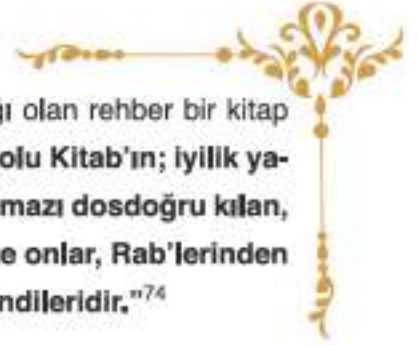 ğı olan rehber bir kitap
olu Kitab'ın; iyilik ya-
mazı dosdoğru kılan,
e onlar, Rab'lerinden
ndileridir."74